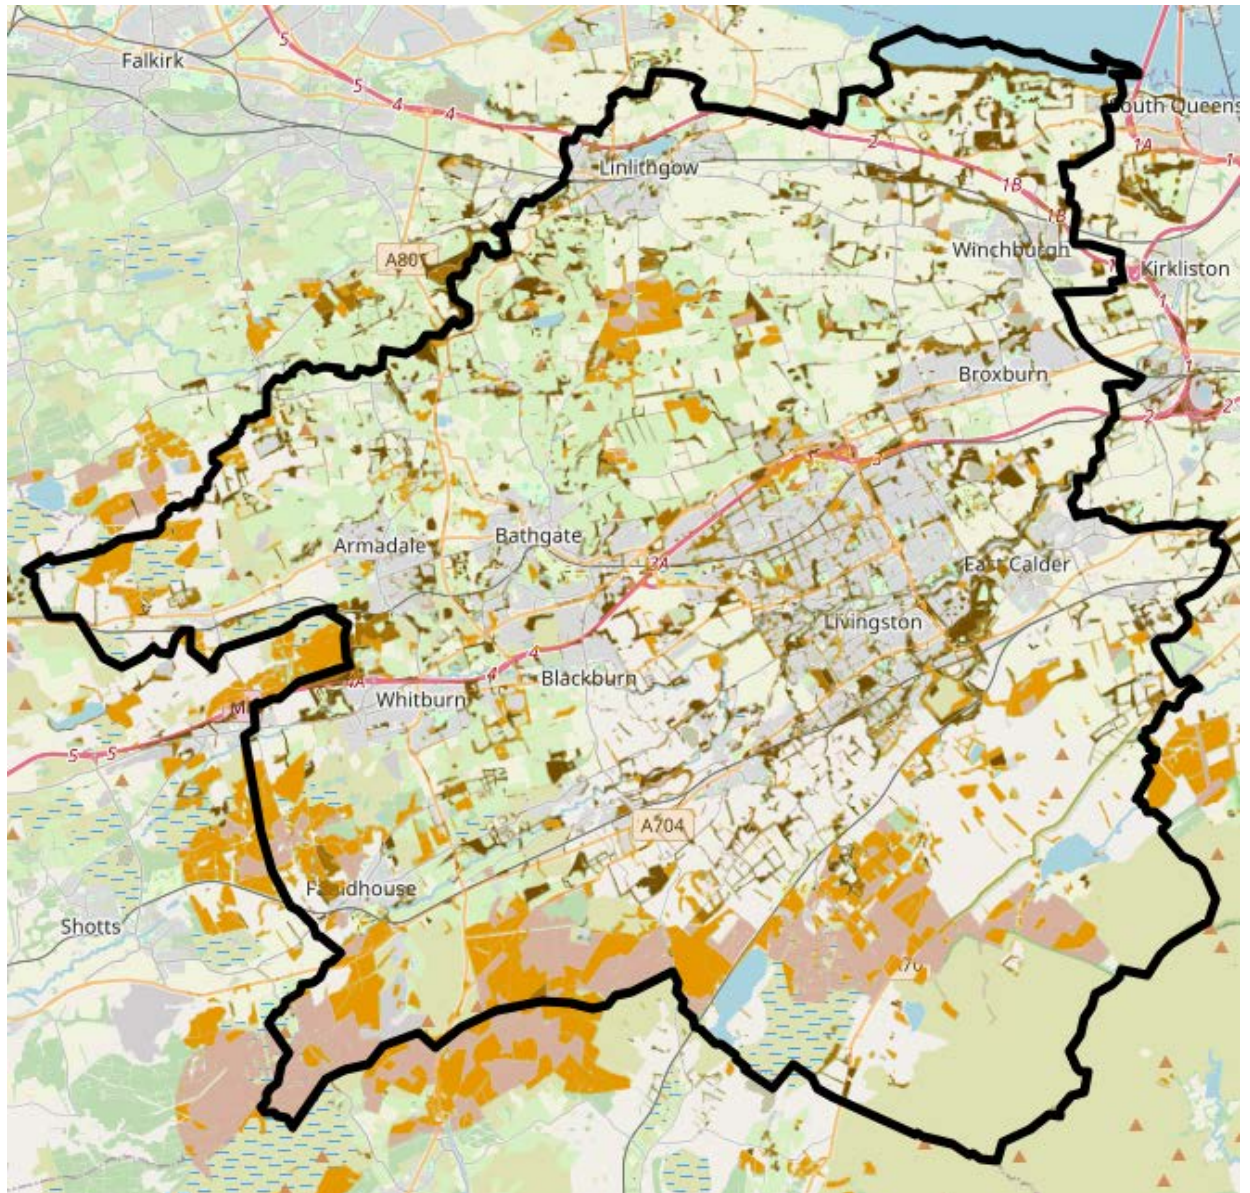 5
Falkirk
5
4
4
South Queens
2
1A
1
Linlithgow
1B
1B
A801
Winchburgh
1
Kirkliston
1
1
Broxburn
2
2
3
Armadale
Bathgate
3A
East Calder
Livingston
4
4
Blackburn
4A
Whitburn
5
5
A704
Fauldhouse
Shotts